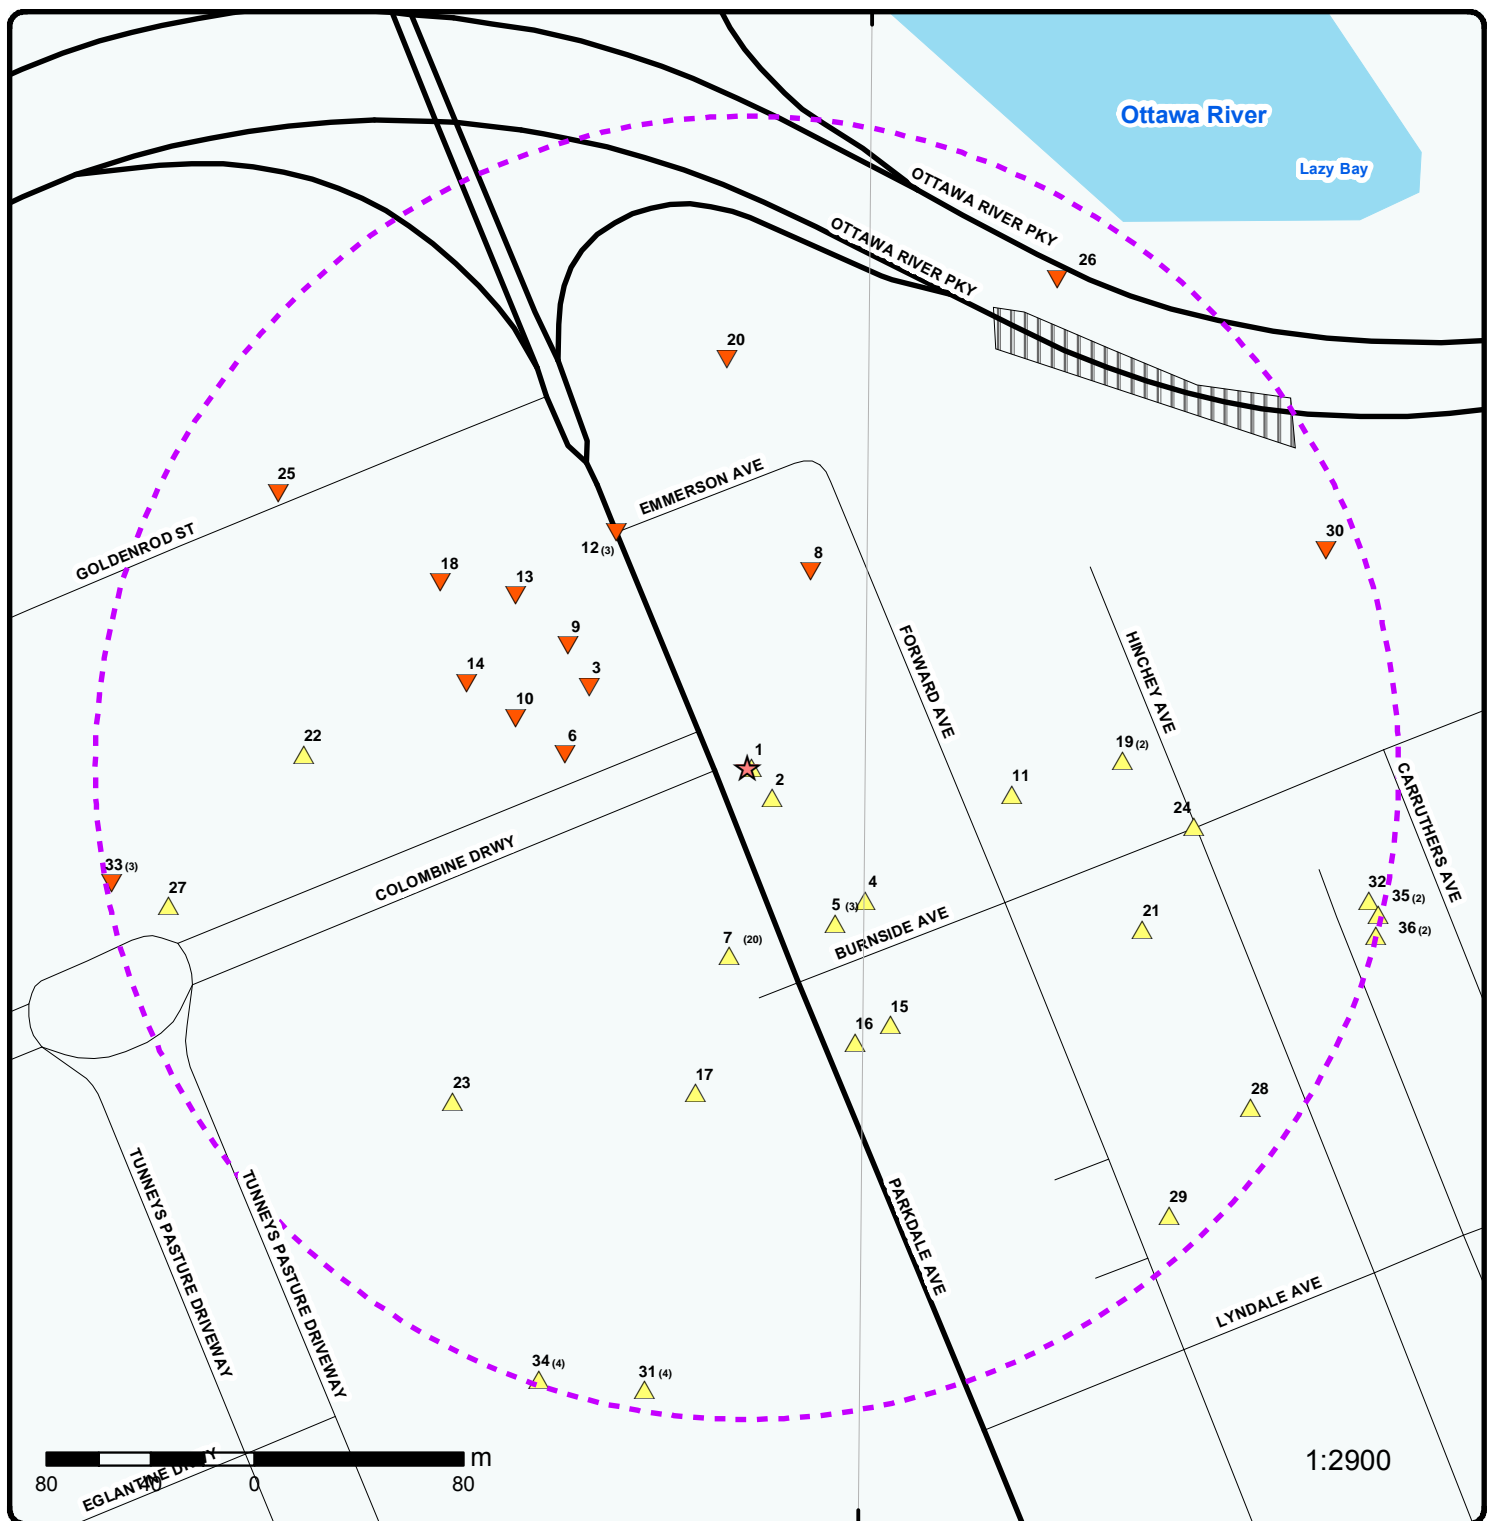 Ottawa River
Lazy Bay
OTTAWA RIVER PKY
OTTAWA RIVER PKY
26
20
EMMERSON AVE
25
GOLDENROD ST
12 (3)
8
30
18
13
9
14
3
10
6
22
FORWARD AVE
HINCHEY AVE
1
2
19 (2)
11
24
CARRUTHERS AVE
COLOMBINE DRWY
33 (3)
27
4
5 (3)
7 (20)
BURNSIDE AVE
21
32
35 (2)
36 (2)
15
16
17
23
28
29
TUNNEYS PASTURE DRIVEWAY
TUNNEYS PASTURE DRIVEWAY
PARKDALE AVE
LYNDALE AVE
34 (4)
31 (4)
EGLANTINE DRWY
m
80 40 0 80
1:2900